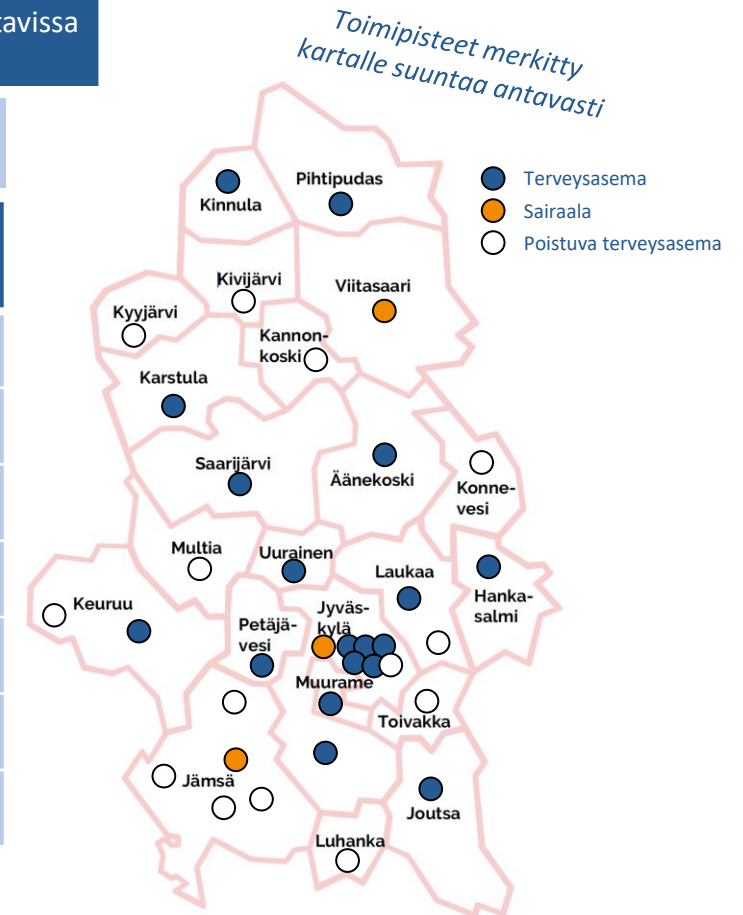 tavissa
Toimipisteet merkitty
kartalle suuntaa antavasti
Terveysasema
Sairaala
Poistuva terveysasema
Kinnula
Pihtipudas
Kivijärvi
Viitasaari
Kyyjärvi
Kannon-
koski
Karstula
Saarijärvi
Äänekoski
Konne-
vesi
Multia
Uurainen
Laukaa
Hanka-
salmi
Keuruu
Petäjä-
vesi
Jyväs-
kylä
Muurame
Toivakka
Jämsä
Joutsa
Luhanka